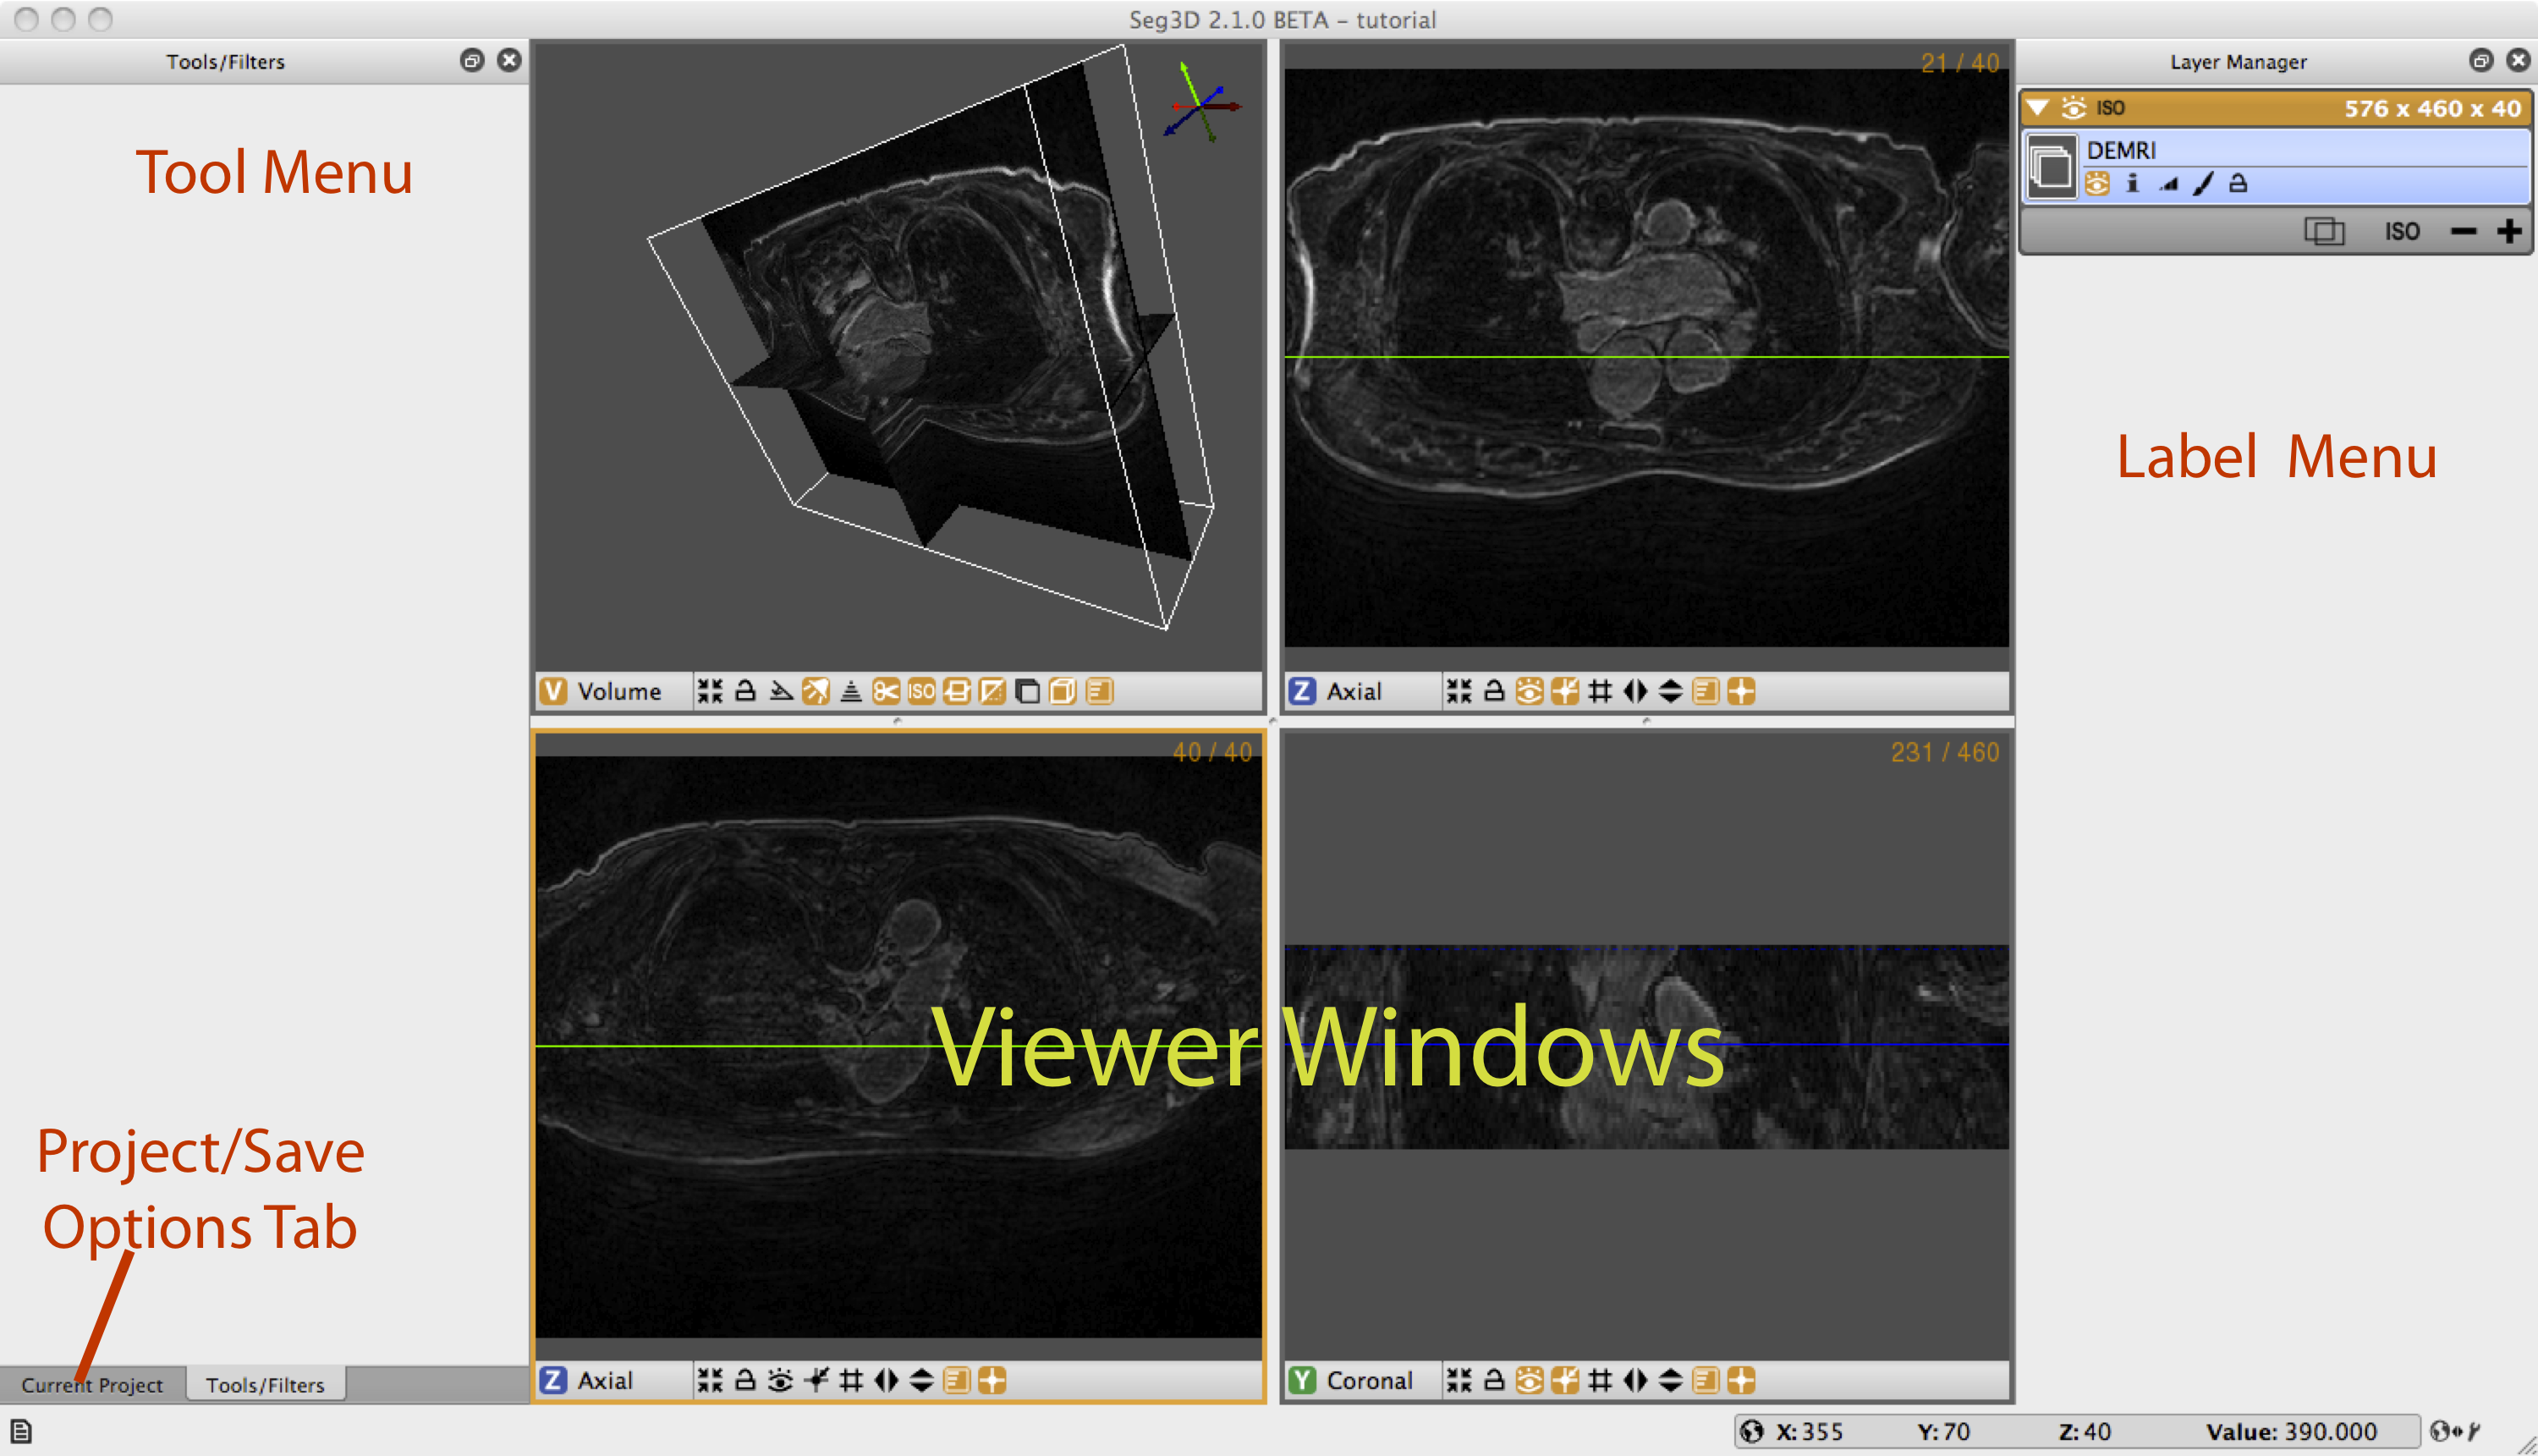 Seg3D 2.1.0 BETA – tutorial
Tools/Filters
Tool Menu
Project/Save
Options Tab
Current Project
Tools/Filters
V Volume
ISO
21 / 40
Z Axial
40 / 40
Z Axial
231 / 460
Y Coronal
Viewer Windows
Layer Manager
ISO 576 x 460 x 40
DEMRI
ISO
Label Menu
X: 355 Y: 70 Z: 40 Value: 390.000